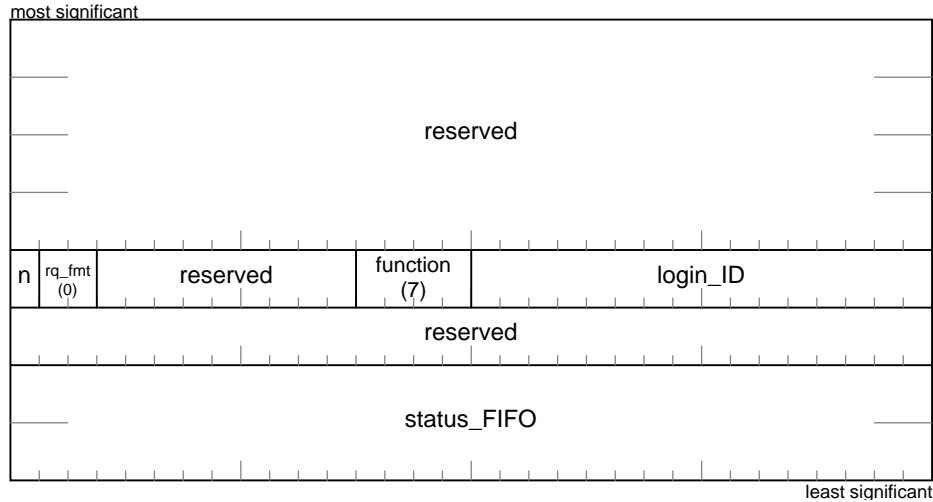 most significant
reserved
n rq_fmt (0) reserved function (7) login_ID
reserved
status_FIFO
least significant